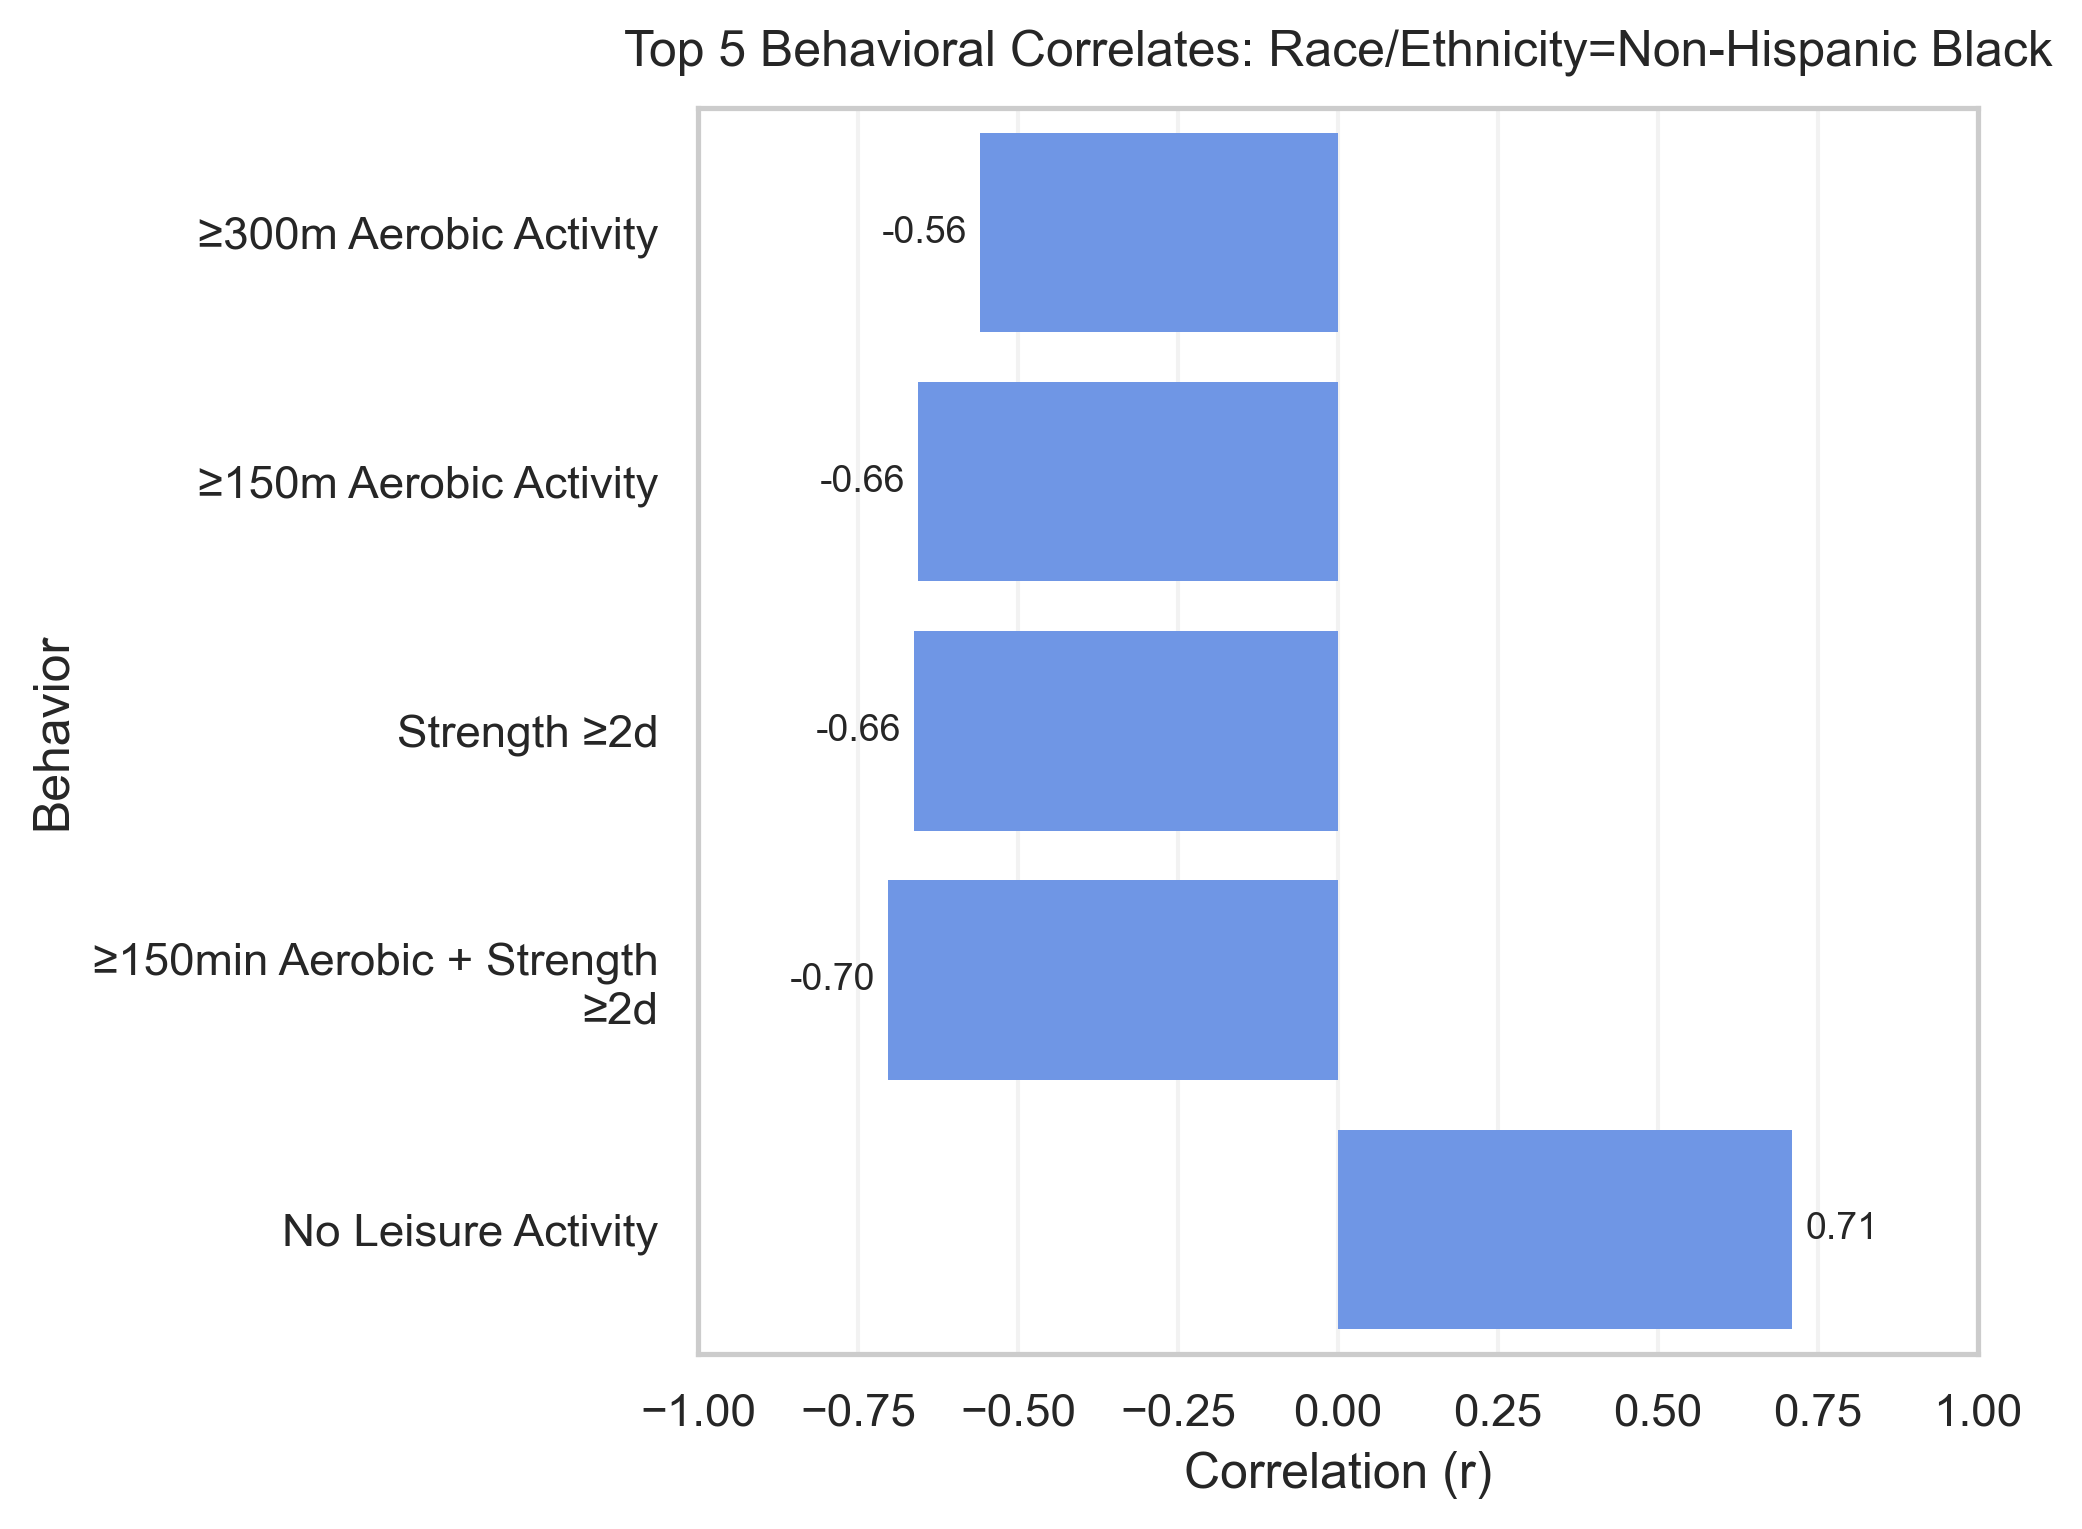 Top 5 Behavioral Correlates: Race/Ethnicity=Non-Hispanic Black
≥300m Aerobic Activity
-0.56
≥150m Aerobic Activity
-0.66
Strength ≥2d
-0.66
≥150min Aerobic + Strength
≥2d
-0.70
No Leisure Activity
0.71
Behavior
−1.00 −0.75 −0.50 −0.25 0.00 0.25 0.50 0.75 1.00
Correlation (r)